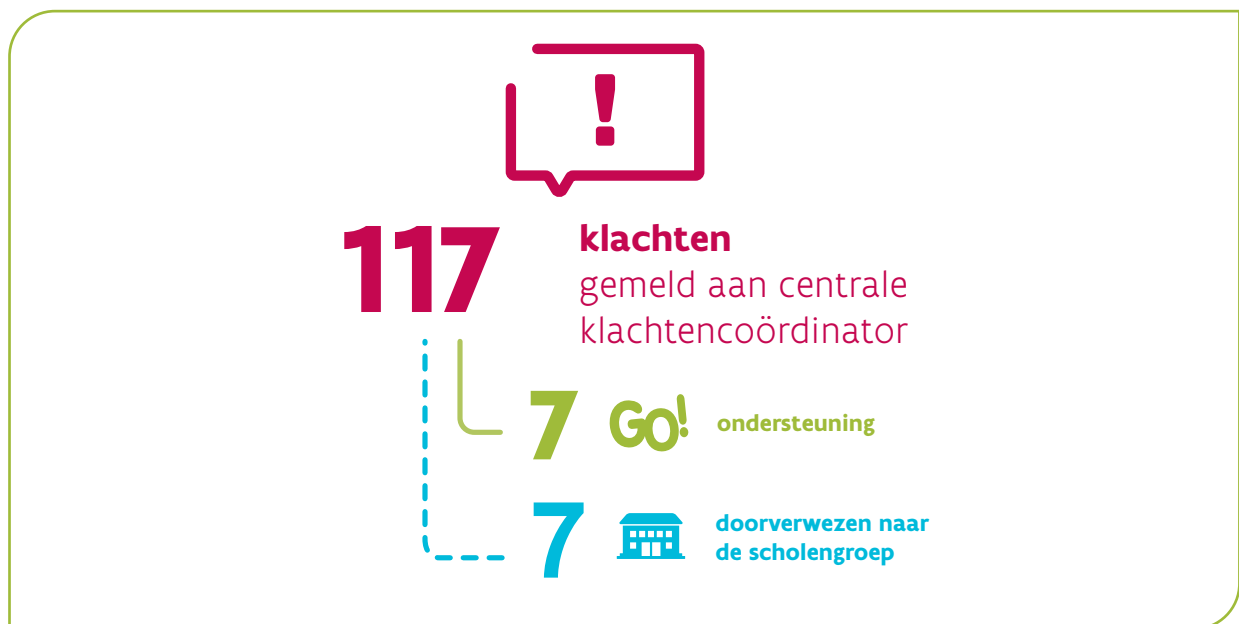 !
117
klachten
gemeld aan centrale
klachtencoördinator
7 GO! ondersteuning
7 doorverwezen naar
de scholengroep